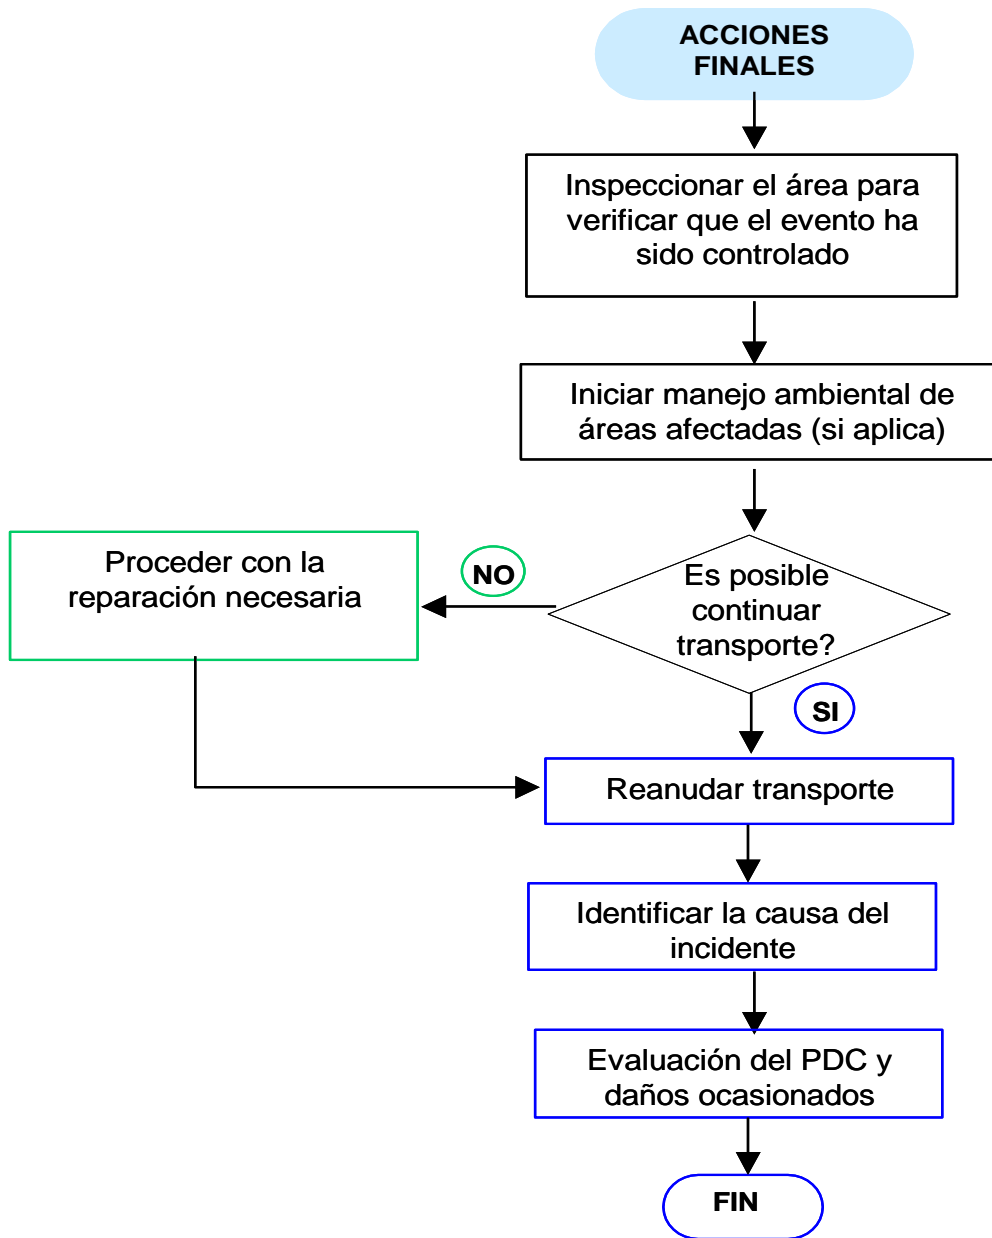 ACCIONES
FINALES
Inspeccionar el área para
verificar que el evento ha
sido controlado
Iniciar manejo ambiental de
áreas afectadas (si aplica)
Es posible
continuar
transporte?
NO
Proceder con la
reparación necesaria
SI
Reanudar transporte
Identificar la causa del
incidente
Evaluación del PDC y
daños ocasionados
FIN